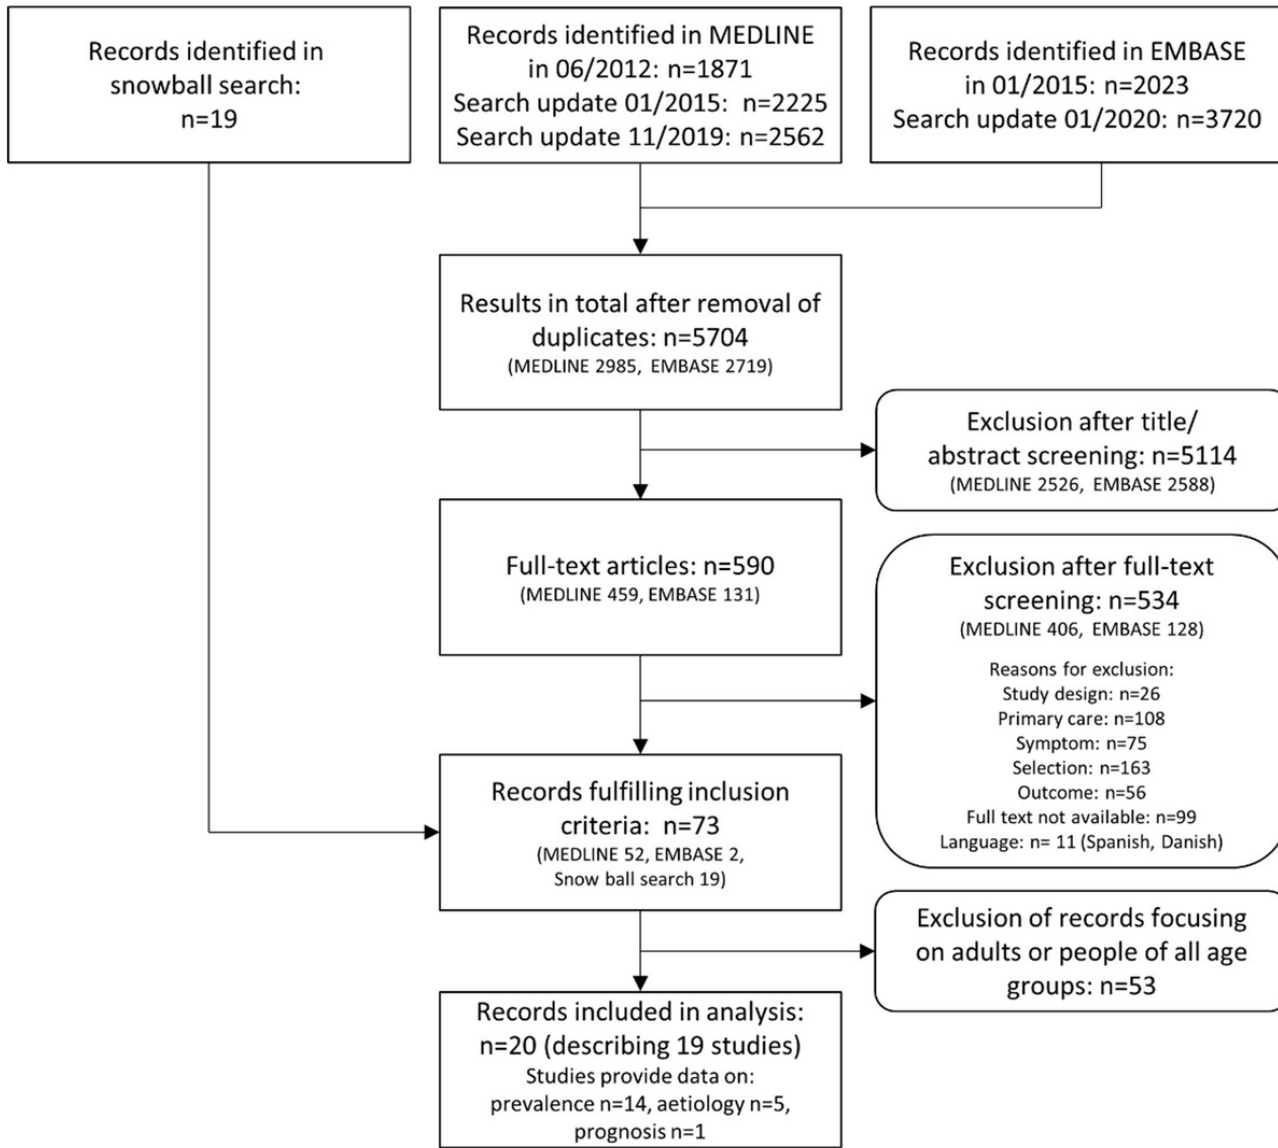 Records identified in
snowball search:
n=19
Records identified in MEDLINE
in 06/2012: n=1871
Search update 01/2015:  n=2225
Search update 11/2019: n=2562
Records identified in EMBASE
in 01/2015: n=2023
Search update 01/2020: n=3720
Results in total after removal of
duplicates: n=5704
(MEDLINE 2985,  EMBASE 2719)
Exclusion after title/
abstract screening: n=5114
(MEDLINE 2526,  EMBASE 2588)
Full-text articles: n=590
(MEDLINE 459, EMBASE 131)
Exclusion after full-text
screening: n=534
(MEDLINE 406,  EMBASE 128)
Reasons for exclusion:
Study design: n=26
Primary care: n=108
Symptom: n=75
Selection: n=163
Outcome: n=56
Full text not available: n=99
Language: n= 11 (Spanish, Danish)
Records fulfilling inclusion
criteria:  n=73
(MEDLINE 52, EMBASE 2,
Snow ball search 19)
Exclusion of records focusing
on adults or people of all age
groups: n=53
Records included in analysis:
n=20 (describing 19 studies)
Studies provide data on:
prevalence n=14, aetiology n=5,
prognosis n=1